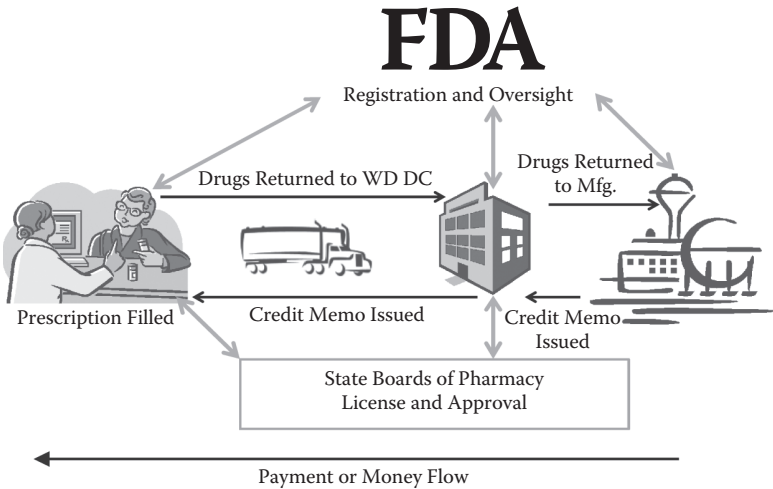 FDA
Registration and Oversight
Drugs Returned to WD DC
Drugs Returned
to Mfg.
Prescription Filled
Credit Memo Issued
Credit Memo
Issued
State Boards of Pharmacy
License and Approval
Payment or Money Flow